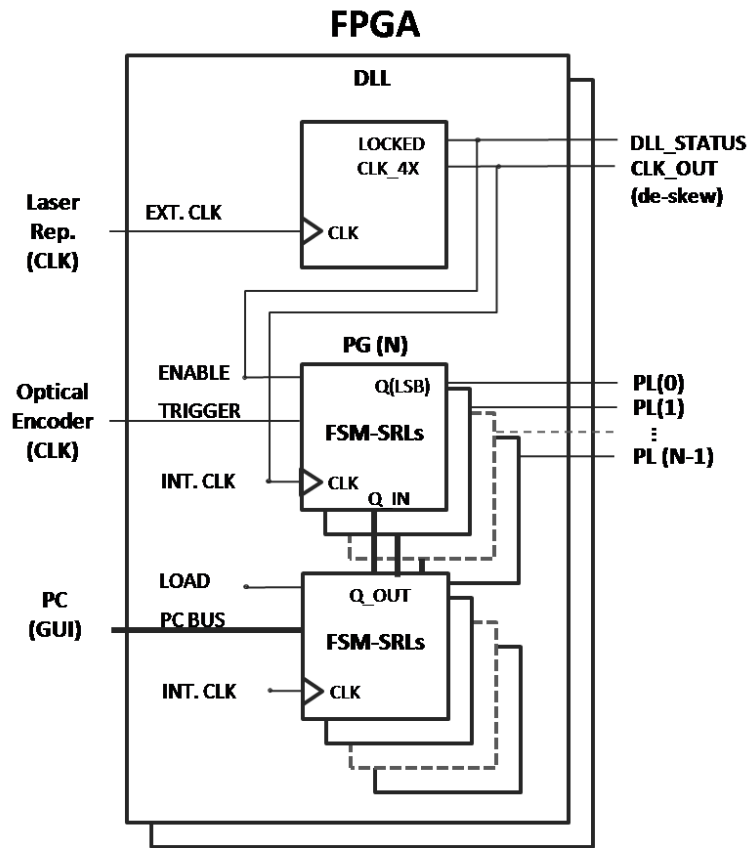 FPGA
DLL
LOCKED
DLL_STATUS
CLK_4X
CLK_OUT
(de-skew)
Laser
Rep.
(CLK)
EXT. CLK
CLK
PG (N)
ENABLE
Q(LSB)
PL(0)
Optical
Encoder
(CLK)
TRIGGER
FSM-SRLs
PL(1)
...
PL (N-1)
INT. CLK
CLK
Q_IN
LOAD
Q_OUT
PC
(GUI)
PC BUS
FSM-SRLs
INT. CLK
CLK